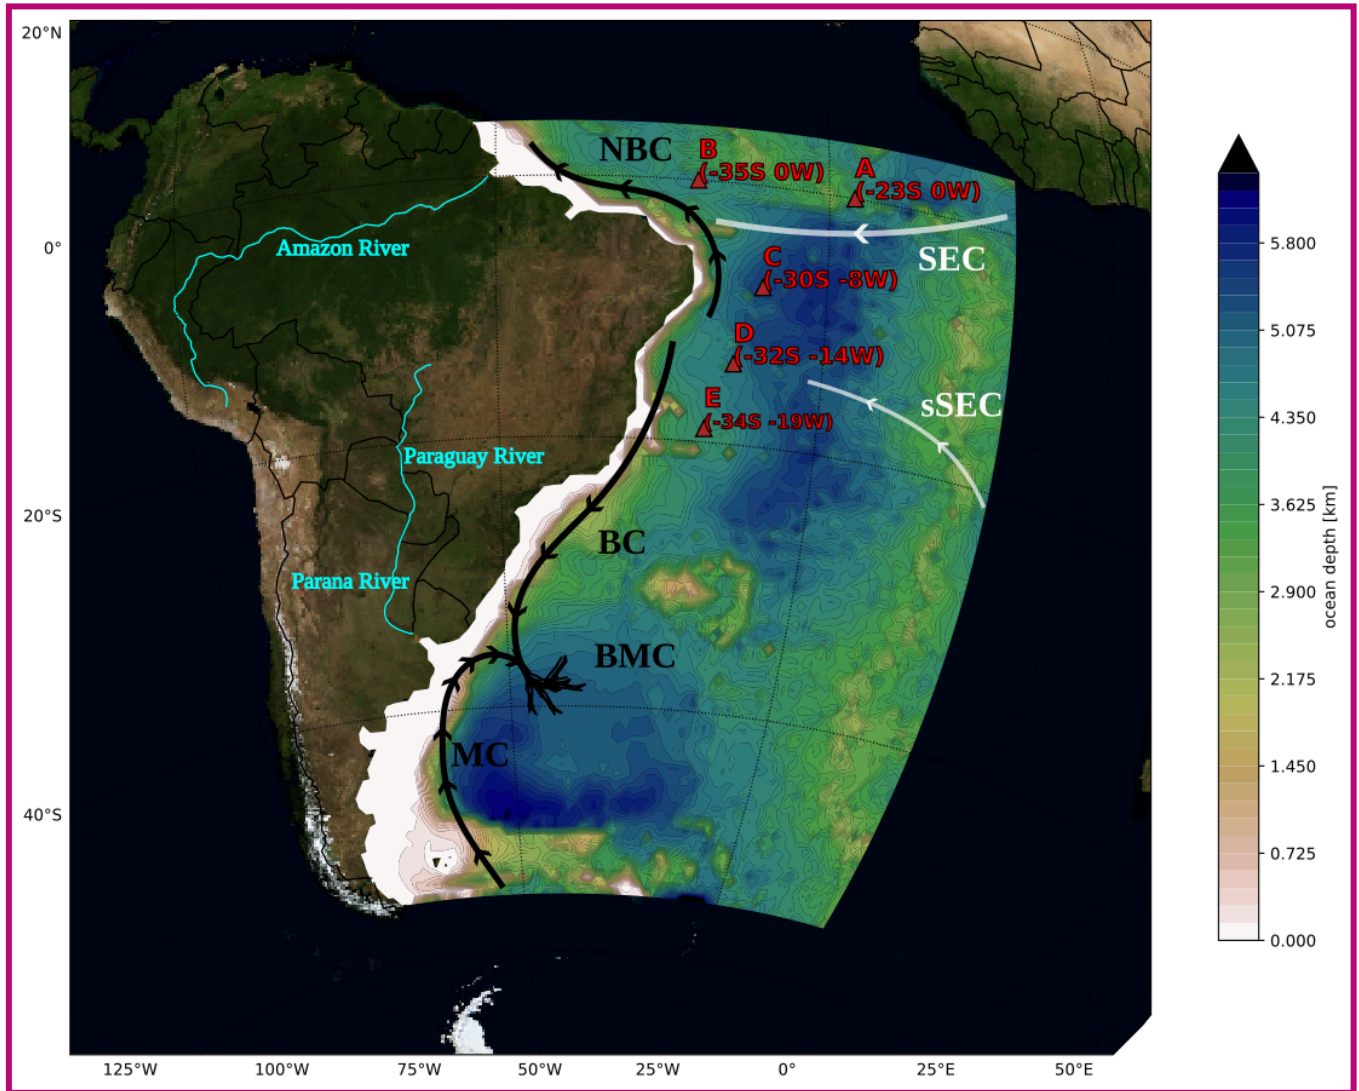 20°N
0°
20°S
40°S
125°W
100°W
75°W
50°W
25°W
0°
25°E
50°E
NBC
B
(-35S 0W)
A
(-23S 0W)
SEC
C
(-30S -8W)
D
(-32S -14W)
E
(-34S -19W)
sSEC
Amazon River
Paraguay River
Parana River
BC
BMC
MC
5.800
5.075
4.350
3.625
2.900
2.175
1.450
0.725
0.000
ocean depth [km]